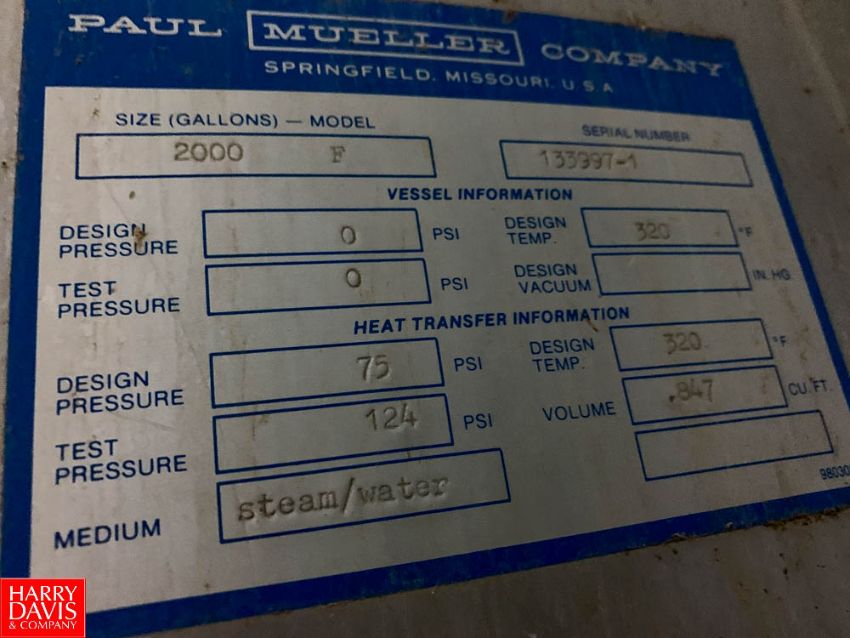 PAUL MUELLER COMPANY
SPRINGFIELD, MISSOURI, U.S.A
SIZE (GALLONS) — MODEL
2000 F
SERIAL NUMBER
133997-1
VESSEL INFORMATION
DESIGN
PRESSURE
0 PSI
DESIGN
TEMP.
320 °F
TEST
PRESSURE
0 PSI
DESIGN
VACUUM
IN. HG.
HEAT TRANSFER INFORMATION
DESIGN
PRESSURE
75 PSI
DESIGN
TEMP.
320 °F
TEST
PRESSURE
124 PSI
VOLUME
.847 CU. FT.
MEDIUM
steam/water
HARRY
DAVIS
& COMPANY